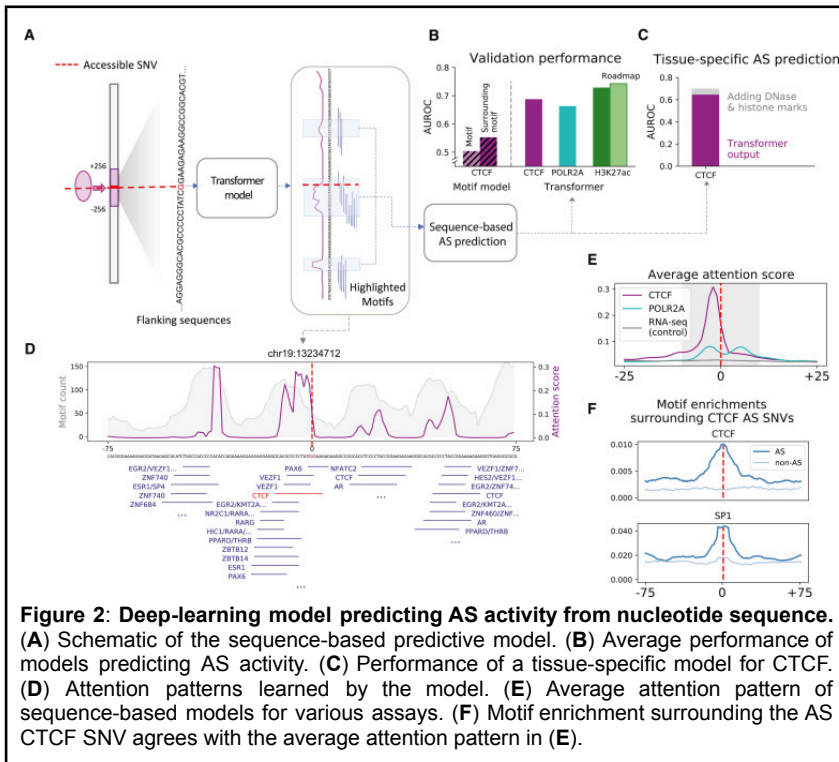 A
B
C
Accessible SNV
Validation performance
Tissue-specific AS prediction
+256
-256
...AGGAGGGCACGCCCCCTATCGGAAGAGAAGGCCGGCACGT...
Flanking sequences
Transformer
model
Highlighted
Motifs
Sequence-based
AS prediction
AUROC
0.8
0.7
0.6
0.5
Motif
Surrounding
motif
Roadmap
CTCF
CTCF
POLR2A
H3K27ac
Motif model
Transformer
AUROC
0.8
0.7
0.6
0.5
Adding DNase
& histone marks
Transformer
output
CTCF
D
chr19:13234712
Motif count
150
100
50
0
0.3
0.2
0.1
0.0
Attention score
-75
0
75
EGR2/VEZF1...
ZNF740
ESR1/SP4
ZNF740
ZNF684
...
PAX6
VEZF1
VEZF1
CTCF
EGR2/KMT2A...
NR2C1/RARA...
RARG
HIC1/RARA/...
PPARD/THRB
ZBTB12
ZBTB14
ESR1
PAX6
...
NFATC2
CTCF
AR
...
VEZF1/ZNF7...
HES2/VEZF1...
EGR2/ZNF74...
CTCF
EGR2/KMT2A...
ZNF460/ZNF...
AR
PPARD/THRB
...
E
Average attention score
0.3
0.2
0.1
CTCF
POLR2A
RNA-seq
(control)
-25
0
+25
F
Motif enrichments
surrounding CTCF AS SNVs
CTCF
0.010
0.005
0.000
AS
non-AS
SP1
0.040
0.020
0.000
-75
0
+75
Figure 2: Deep-learning model predicting AS activity from nucleotide sequence.
(A) Schematic of the sequence-based predictive model. (B) Average performance of
models predicting AS activity. (C) Performance of a tissue-specific model for CTCF.
(D) Attention patterns learned by the model. (E) Average attention pattern of
sequence-based models for various assays. (F) Motif enrichment surrounding the AS
CTCF SNV agrees with the average attention pattern in (E).